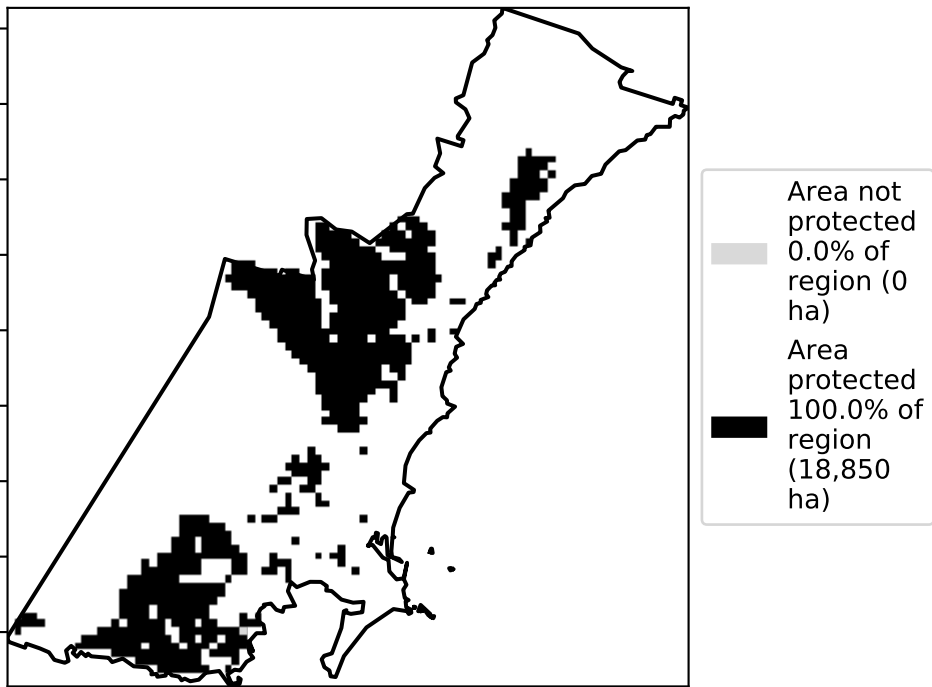 Area not
protected
0.0% of
region (0
ha)
Area
protected
100.0% of
region
(18,850
ha)